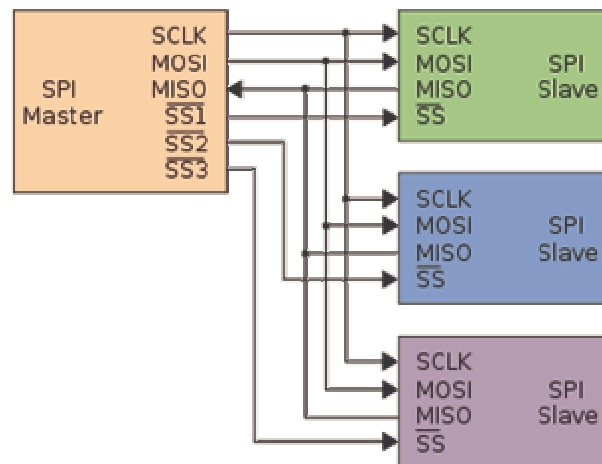 SCLK
MOSI
SPI MISO
Master SS1
SS2
SS3
SCLK
MOSI SPI
MISO Slave
SS
SCLK
MOSI SPI
MISO Slave
SS
SCLK
MOSI SPI
MISO Slave
SS